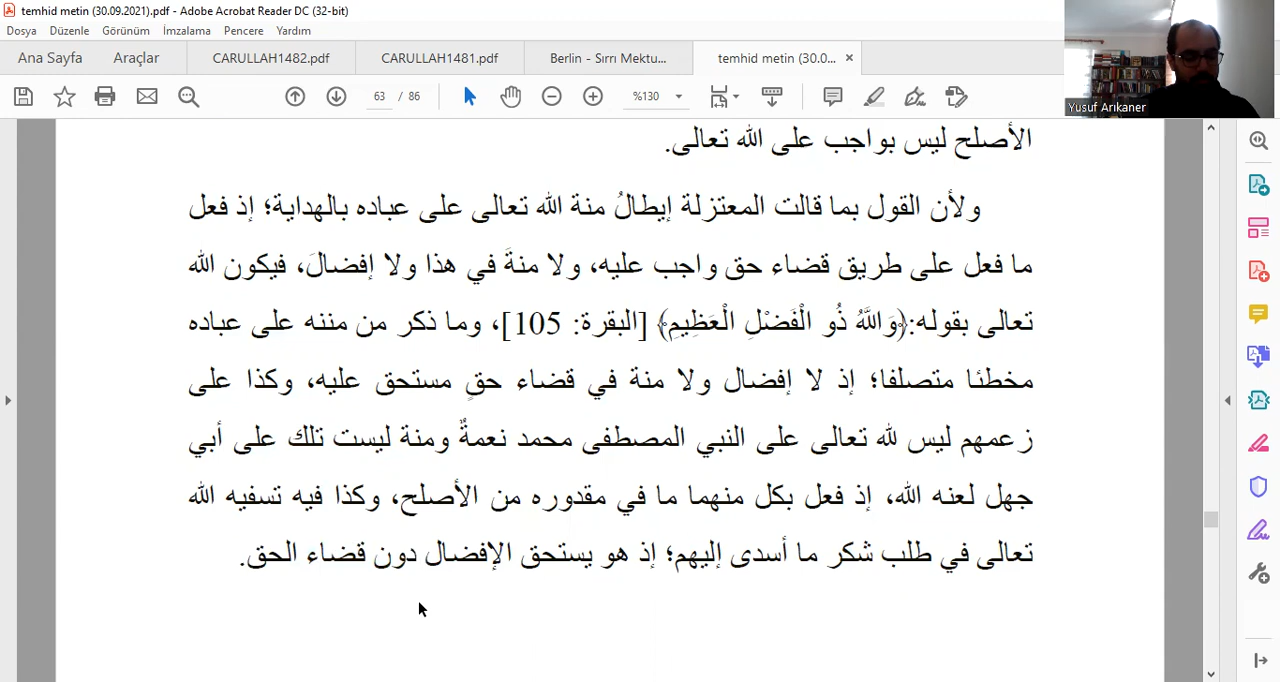 temhid metin (30.09.2021).pdf - Adobe Acrobat Reader DC (32-bit)
Dosya Düzenle Görünüm İmzalama Pencere Yardım
Ana Sayfa Araçlar CARULLAH1482.pdf CARULLAH1481.pdf Berlin - Sırrı Mektu... temhid metin (30.0... ×
63 / 86 %130
Yusuf Arıkaner
الأصلح ليس بواجب على الله تعالى.
ولأن القول بما قالت المعتزلة إبطالُ منة الله تعالى على عباده بالهداية؛ إذ فعل
ما فعل على طريق قضاء حق واجب عليه، ولا منةَ في هذا ولا إفضالَ، فيكون الله
تعالى بقوله:﴿وَاللَّهُ ذُو الْفَضْلِ الْعَظِيمِ﴾ [البقرة: 105]، وما ذكر من مننه على عباده
مخطئا متصلفا؛ إذ لا إفضال ولا منة في قضاء حقٍ مستحق عليه، وكذا على
زعمهم ليس لله تعالى على النبي المصطفى محمد نعمةٌ ومنة ليست تلك على أبي
جهل لعنه الله، إذ فعل بكل منهما ما في مقدوره من الأصلح، وكذا فيه تسفيه الله
تعالى في طلب شكر ما أسدى إليهم؛ إذ هو يستحق الإفضال دون قضاء الحق.